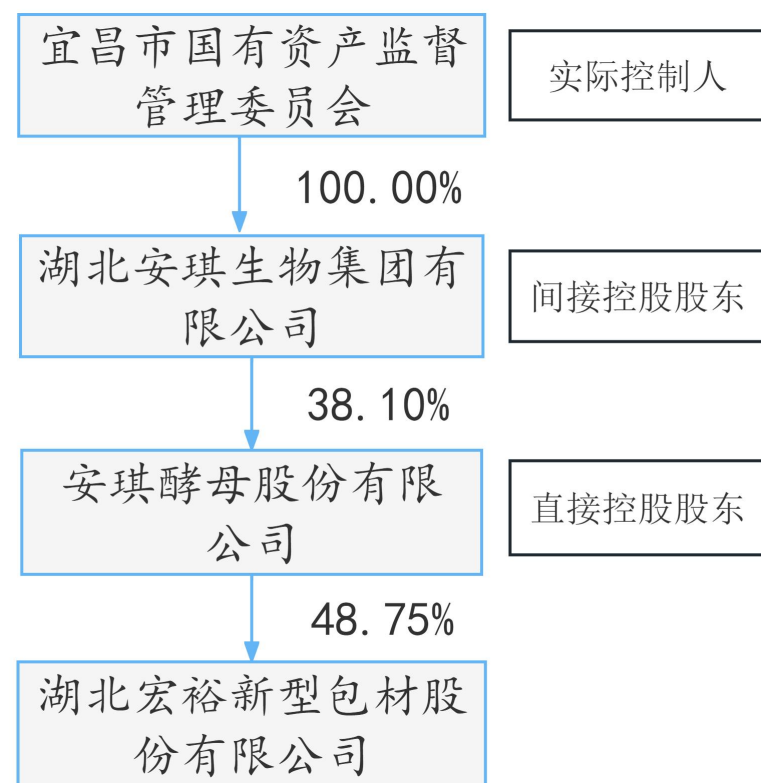 宜昌市国有资产监督
管理委员会
实际控制人
100.00%
湖北安琪生物集团有
限公司
间接控股股东
38.10%
安琪酵母股份有限
公司
直接控股股东
48.75%
湖北宏裕新型包材股
份有限公司